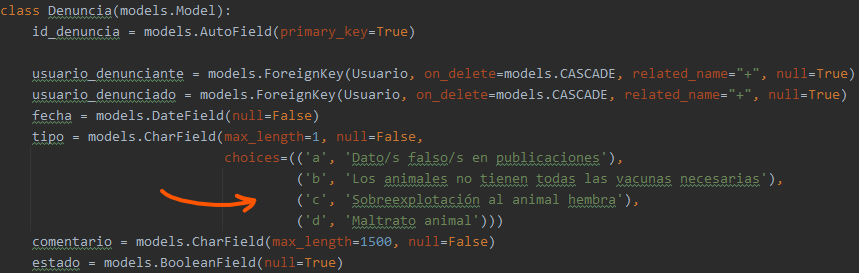 class Denuncia(models.Model):
id_denuncia = models.AutoField(primary_key=True)
usuario_denunciante = models.ForeignKey(Usuario, on_delete=models.CASCADE, related_name="+", null=True)
usuario_denunciado = models.ForeignKey(Usuario, on_delete=models.CASCADE, related_name="+", null=True)
fecha = models.DateField(null=False)
tipo = models.CharField(max_length=1, null=False,
choices=(('a', 'Dato/s falso/s en publicaciones'),
('b', 'Los animales no tienen todas las vacunas necesarias'),
('c', 'Sobreexplotación al animal hembra'),
('d', 'Maltrato animal')))
comentario = models.CharField(max_length=1500, null=False)
estado = models.BooleanField(null=True)